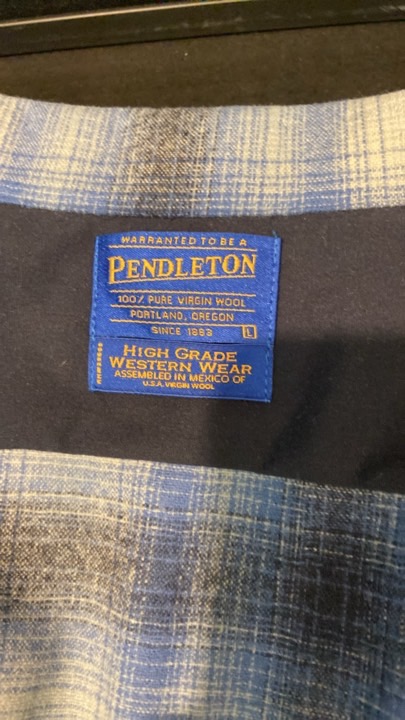 WARRANTED TO BE A
PENDLETON
100% PURE VIRGIN WOOL
PORTLAND, OREGON
SINCE 1863
L
HIGH GRADE
WESTERN WEAR
ASSEMBLED IN MEXICO OF
U.S.A. VIRGIN WOOL